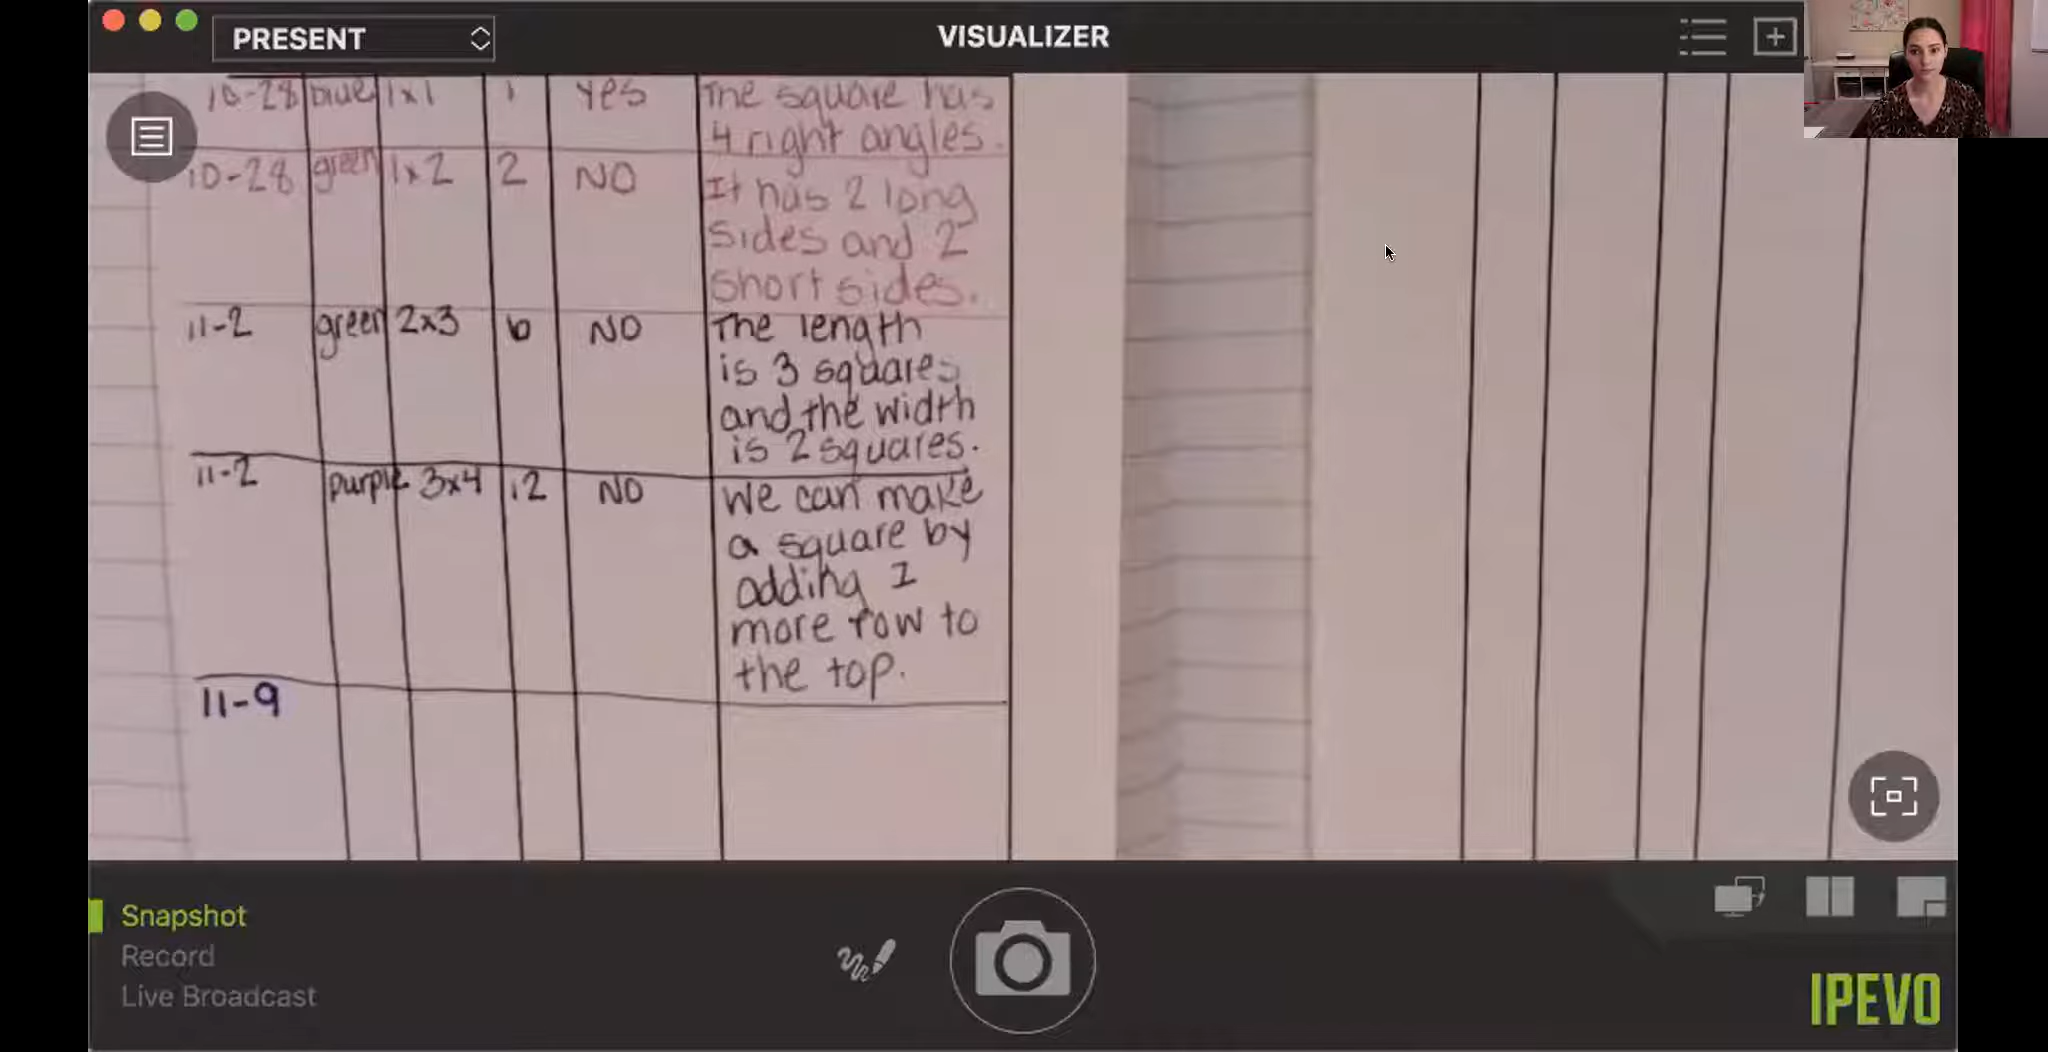 PRESENT
VISUALIZER
10-28 blue 1x1 1 yes The square has
4 right angles.
10-28 green 1x2 2 NO It has 2 long
sides and 2
short sides.
11-2 green 2x3 6 NO The length
is 3 squares
and the width
is 2 squares.
11-2 purple 3x4 12 NO We can make
a square by
adding 1
more row to
the top.
11-9
Snapshot
Record
Live Broadcast
IPEVO